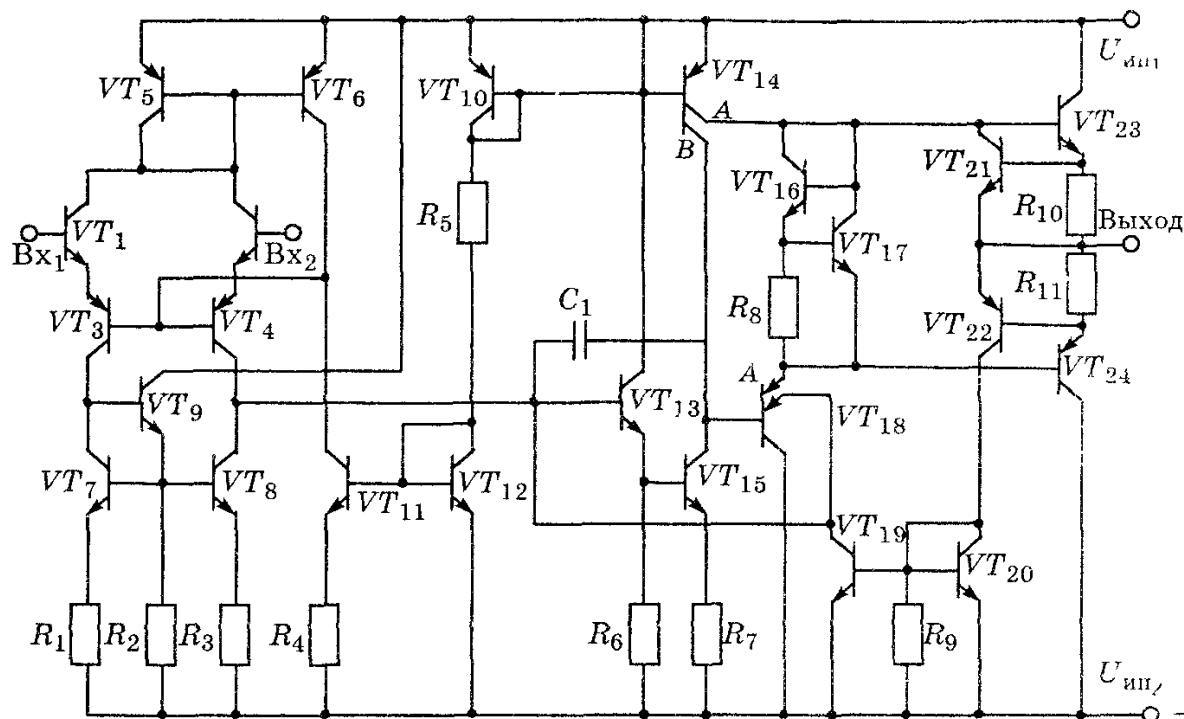 U ип1
VT5
VT6
VT10
VT14
A
B
VT23
VT21
VT16
R5
R10
Выход
VT1
Вх1
Вх2
VT17
R11
C1
R8
VT3
VT4
VT22
A
VT24
VT9
VT13
VT18
VT7
VT8
VT11
VT12
VT15
VT19
VT20
R1
R2
R3
R4
R6
R7
R9
U ип2